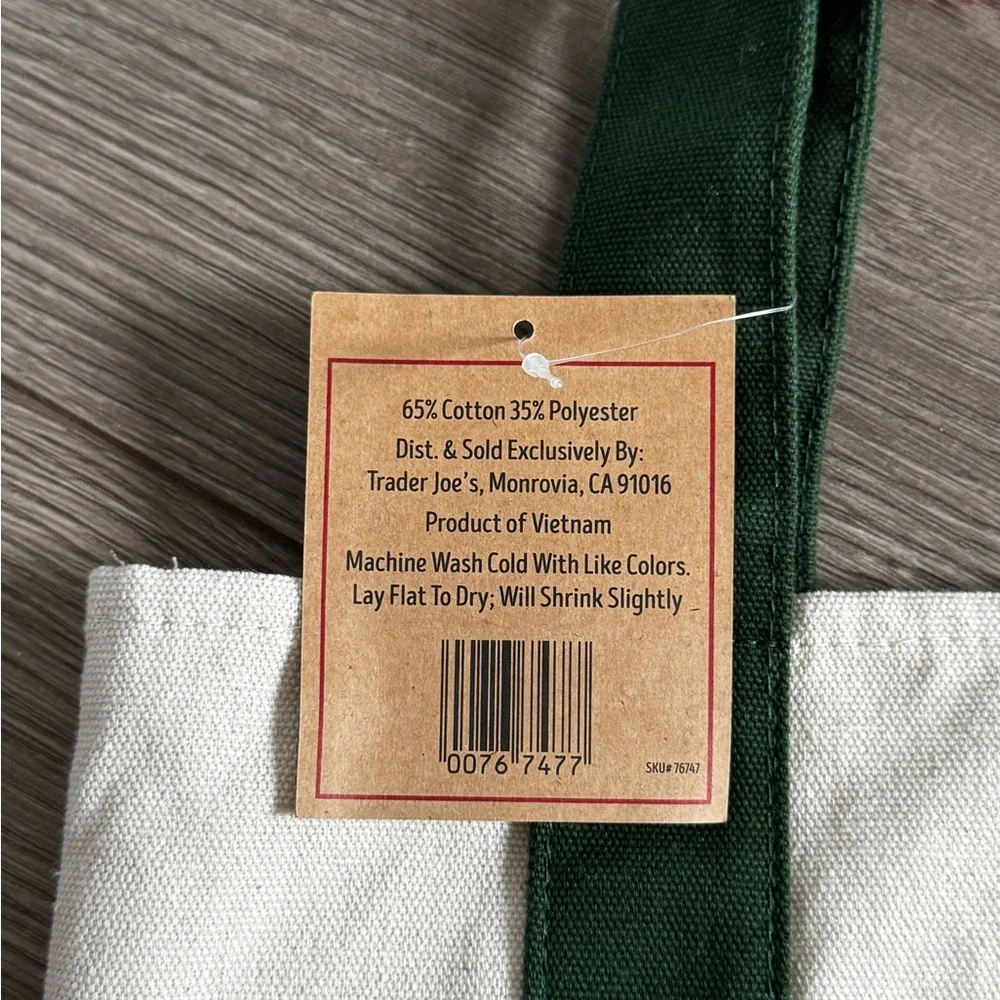 65% Cotton 35% Polyester
Dist. & Sold Exclusively By:
Trader Joe's, Monrovia, CA 91016
Product of Vietnam
Machine Wash Cold With Like Colors.
Lay Flat To Dry; Will Shrink Slightly
0076 7477
SKU# 76747